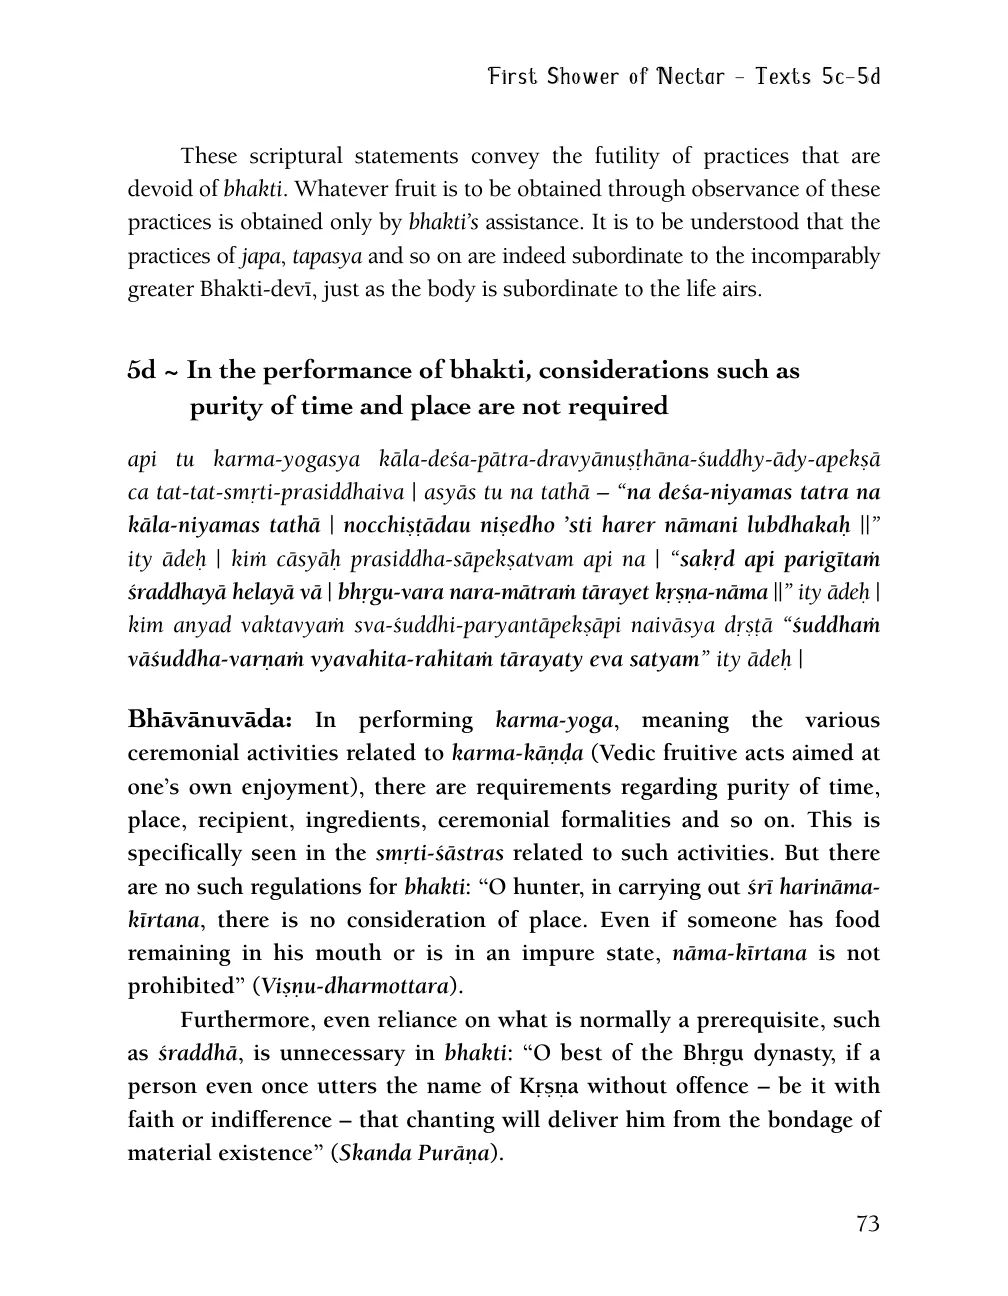 First Shower of Nectar – Texts 5c–5d
These scriptural statements convey the futility of practices that are
devoid of bhakti. Whatever fruit is to be obtained through observance of these
practices is obtained only by bhakti’s assistance. It is to be understood that the
practices of japa, tapasya and so on are indeed subordinate to the incomparably
greater Bhakti-devī, just as the body is subordinate to the life airs.
5d ~ In the performance of bhakti, considerations such as
purity of time and place are not required
api tu karma-yogasya kāla-deśa-pātra-dravyānuṣṭhāna-śuddhy-ādy-apekṣā
ca tat-tat-smṛti-prasiddhaiva | asyās tu na tathā – “na deśa-niyamas tatra na
kāla-niyamas tathā | nocchiṣṭādau niṣedho ’sti harer nāmani lubdhakaḥ ||”
ity ādeḥ | kiṁ cāsyāḥ prasiddha-sāpekṣatvam api na | “sakṛd api parigītaṁ
śraddhayā helayā vā | bhṛgu-vara nara-mātraṁ tārayet kṛṣṇa-nāma ||” ity ādeḥ |
kim anyad vaktavyaṁ sva-śuddhi-paryantāpekṣāpi naivāsya dṛṣṭā “śuddhaṁ
vāśuddha-varṇaṁ vyavahita-rahitaṁ tārayaty eva satyam” ity ādeḥ |
Bhāvānuvāda: In performing karma-yoga, meaning the various
ceremonial activities related to karma-kāṇḍa (Vedic fruitive acts aimed at
one’s own enjoyment), there are requirements regarding purity of time,
place, recipient, ingredients, ceremonial formalities and so on. This is
specifically seen in the smṛti-śāstras related to such activities. But there
are no such regulations for bhakti: “O hunter, in carrying out śrī harināma-
kīrtana, there is no consideration of place. Even if someone has food
remaining in his mouth or is in an impure state, nāma-kīrtana is not
prohibited” (Viṣṇu-dharmottara).
Furthermore, even reliance on what is normally a prerequisite, such
as śraddhā, is unnecessary in bhakti: “O best of the Bhṛgu dynasty, if a
person even once utters the name of Kṛṣṇa without offence – be it with
faith or indifference – that chanting will deliver him from the bondage of
material existence” (Skanda Purāṇa).
73